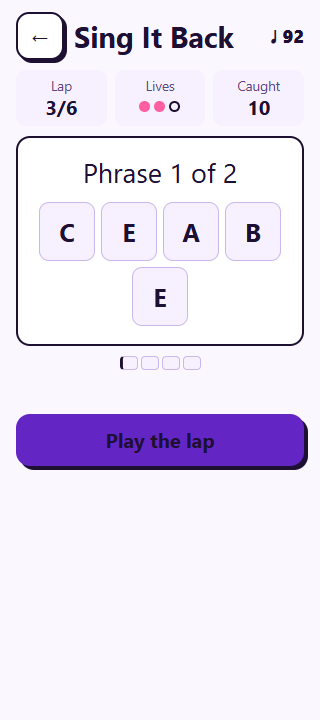 ←
Sing It Back
♩ 92
Lap
3/6
Lives
Caught
10
Phrase 1 of 2
C E A B
E
Play the lap